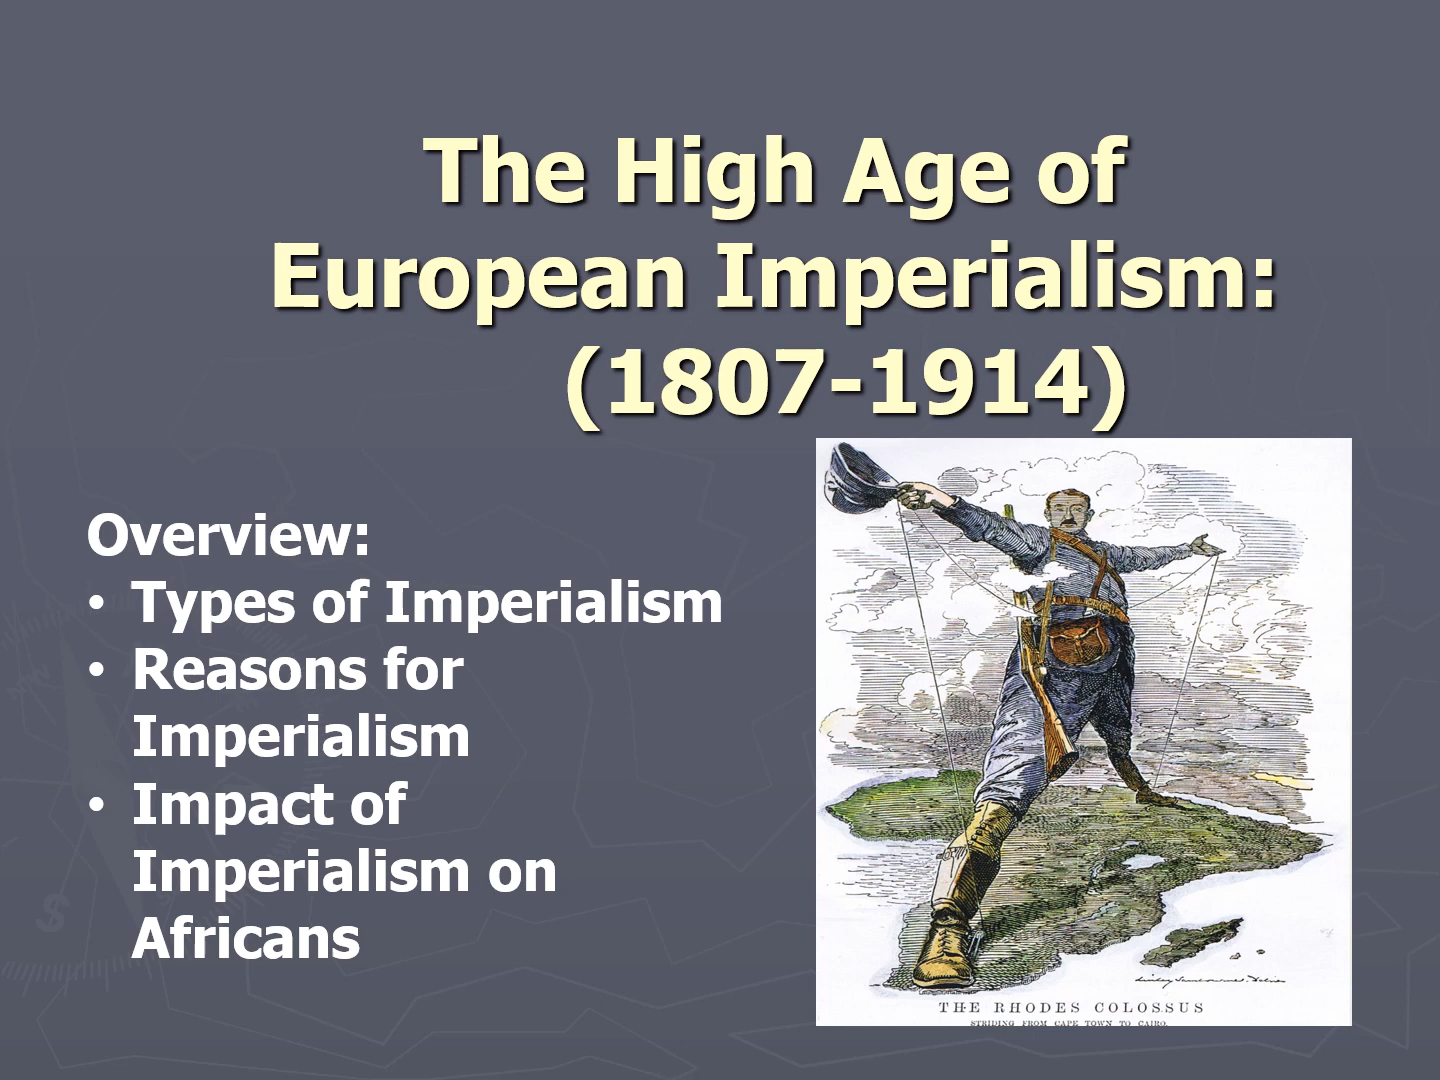 The High Age of
European Imperialism:
(1807-1914)
Overview:
• Types of Imperialism
• Reasons for
Imperialism
• Impact of
Imperialism on
Africans
THE RHODES COLOSSUS
STRIDING FROM CAPE TOWN TO CAIRO.